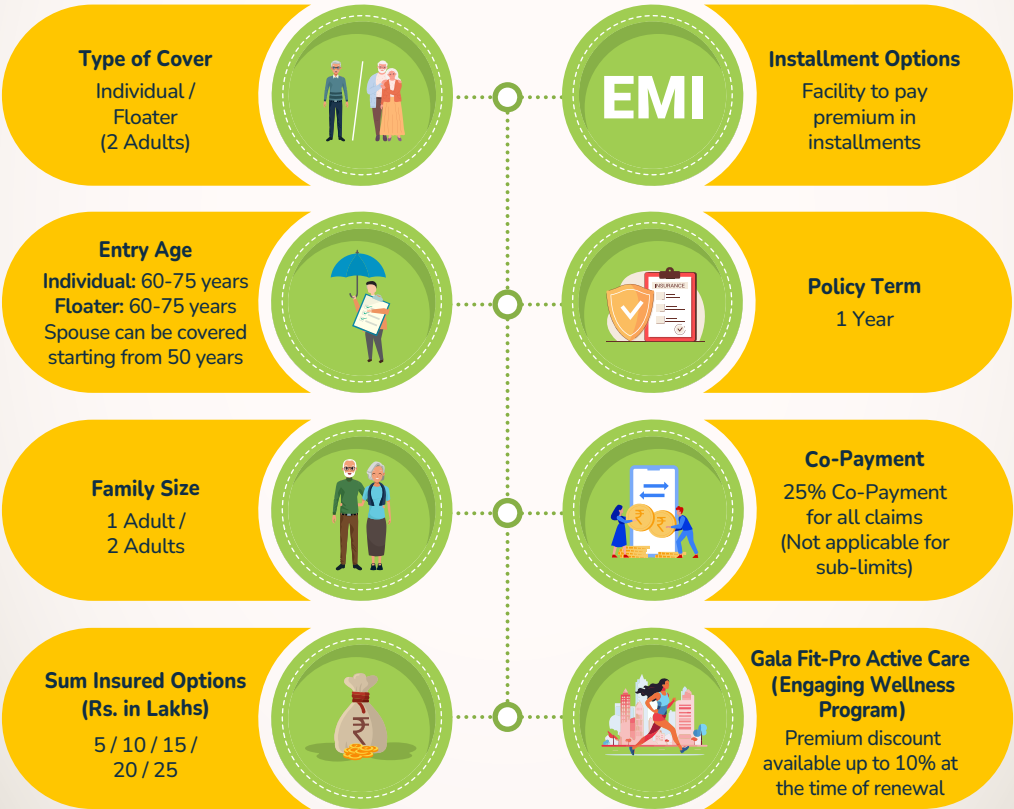 Type of Cover
Individual /
Floater
(2 Adults)
EMI
Installment Options
Facility to pay
premium in
installments
Entry Age
Individual: 60-75 years
Floater: 60-75 years
Spouse can be covered
starting from 50 years
INSURANCE
Policy Term
1 Year
Family Size
1 Adult /
2 Adults
₹
₹
Co-Payment
25% Co-Payment
for all claims
(Not applicable for
sub-limits)
Sum Insured Options
(Rs. in Lakhs)
5 / 10 / 15 /
20 / 25
₹
Gala Fit-Pro Active Care
(Engaging Wellness
Program)
Premium discount
available up to 10% at
the time of renewal